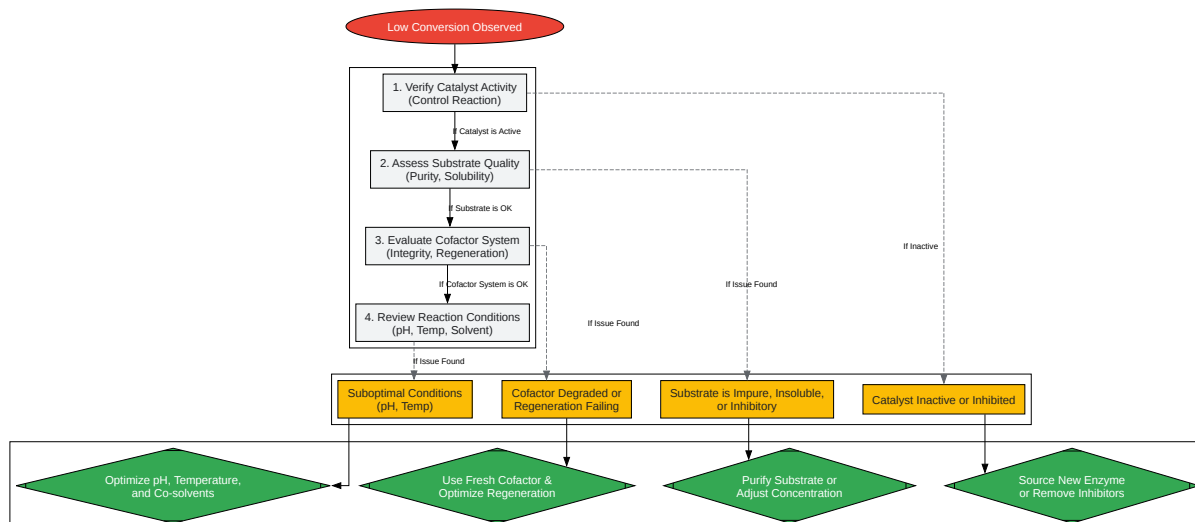 Low Conversion Observed
1. Verify Catalyst Activity
(Control Reaction)
If Catalyst is Active
2. Assess Substrate Quality
(Purity, Solubility)
If Substrate is OK
3. Evaluate Cofactor System
(Integrity, Regeneration)
If Inactive
If Cofactor System is OK
If Issue Found
4. Review Reaction Conditions
(pH, Temp, Solvent)
If Issue Found
If Issue Found
Suboptimal Conditions
(pH, Temp)
Cofactor Degraded or
Regeneration Failing
Substrate is Impure, Insoluble,
or Inhibitory
Catalyst Inactive or Inhibited
Optimize pH, Temperature,
and Co-solvents
Use Fresh Cofactor &
Optimize Regeneration
Purify Substrate or
Adjust Concentration
Source New Enzyme
or Remove Inhibitors